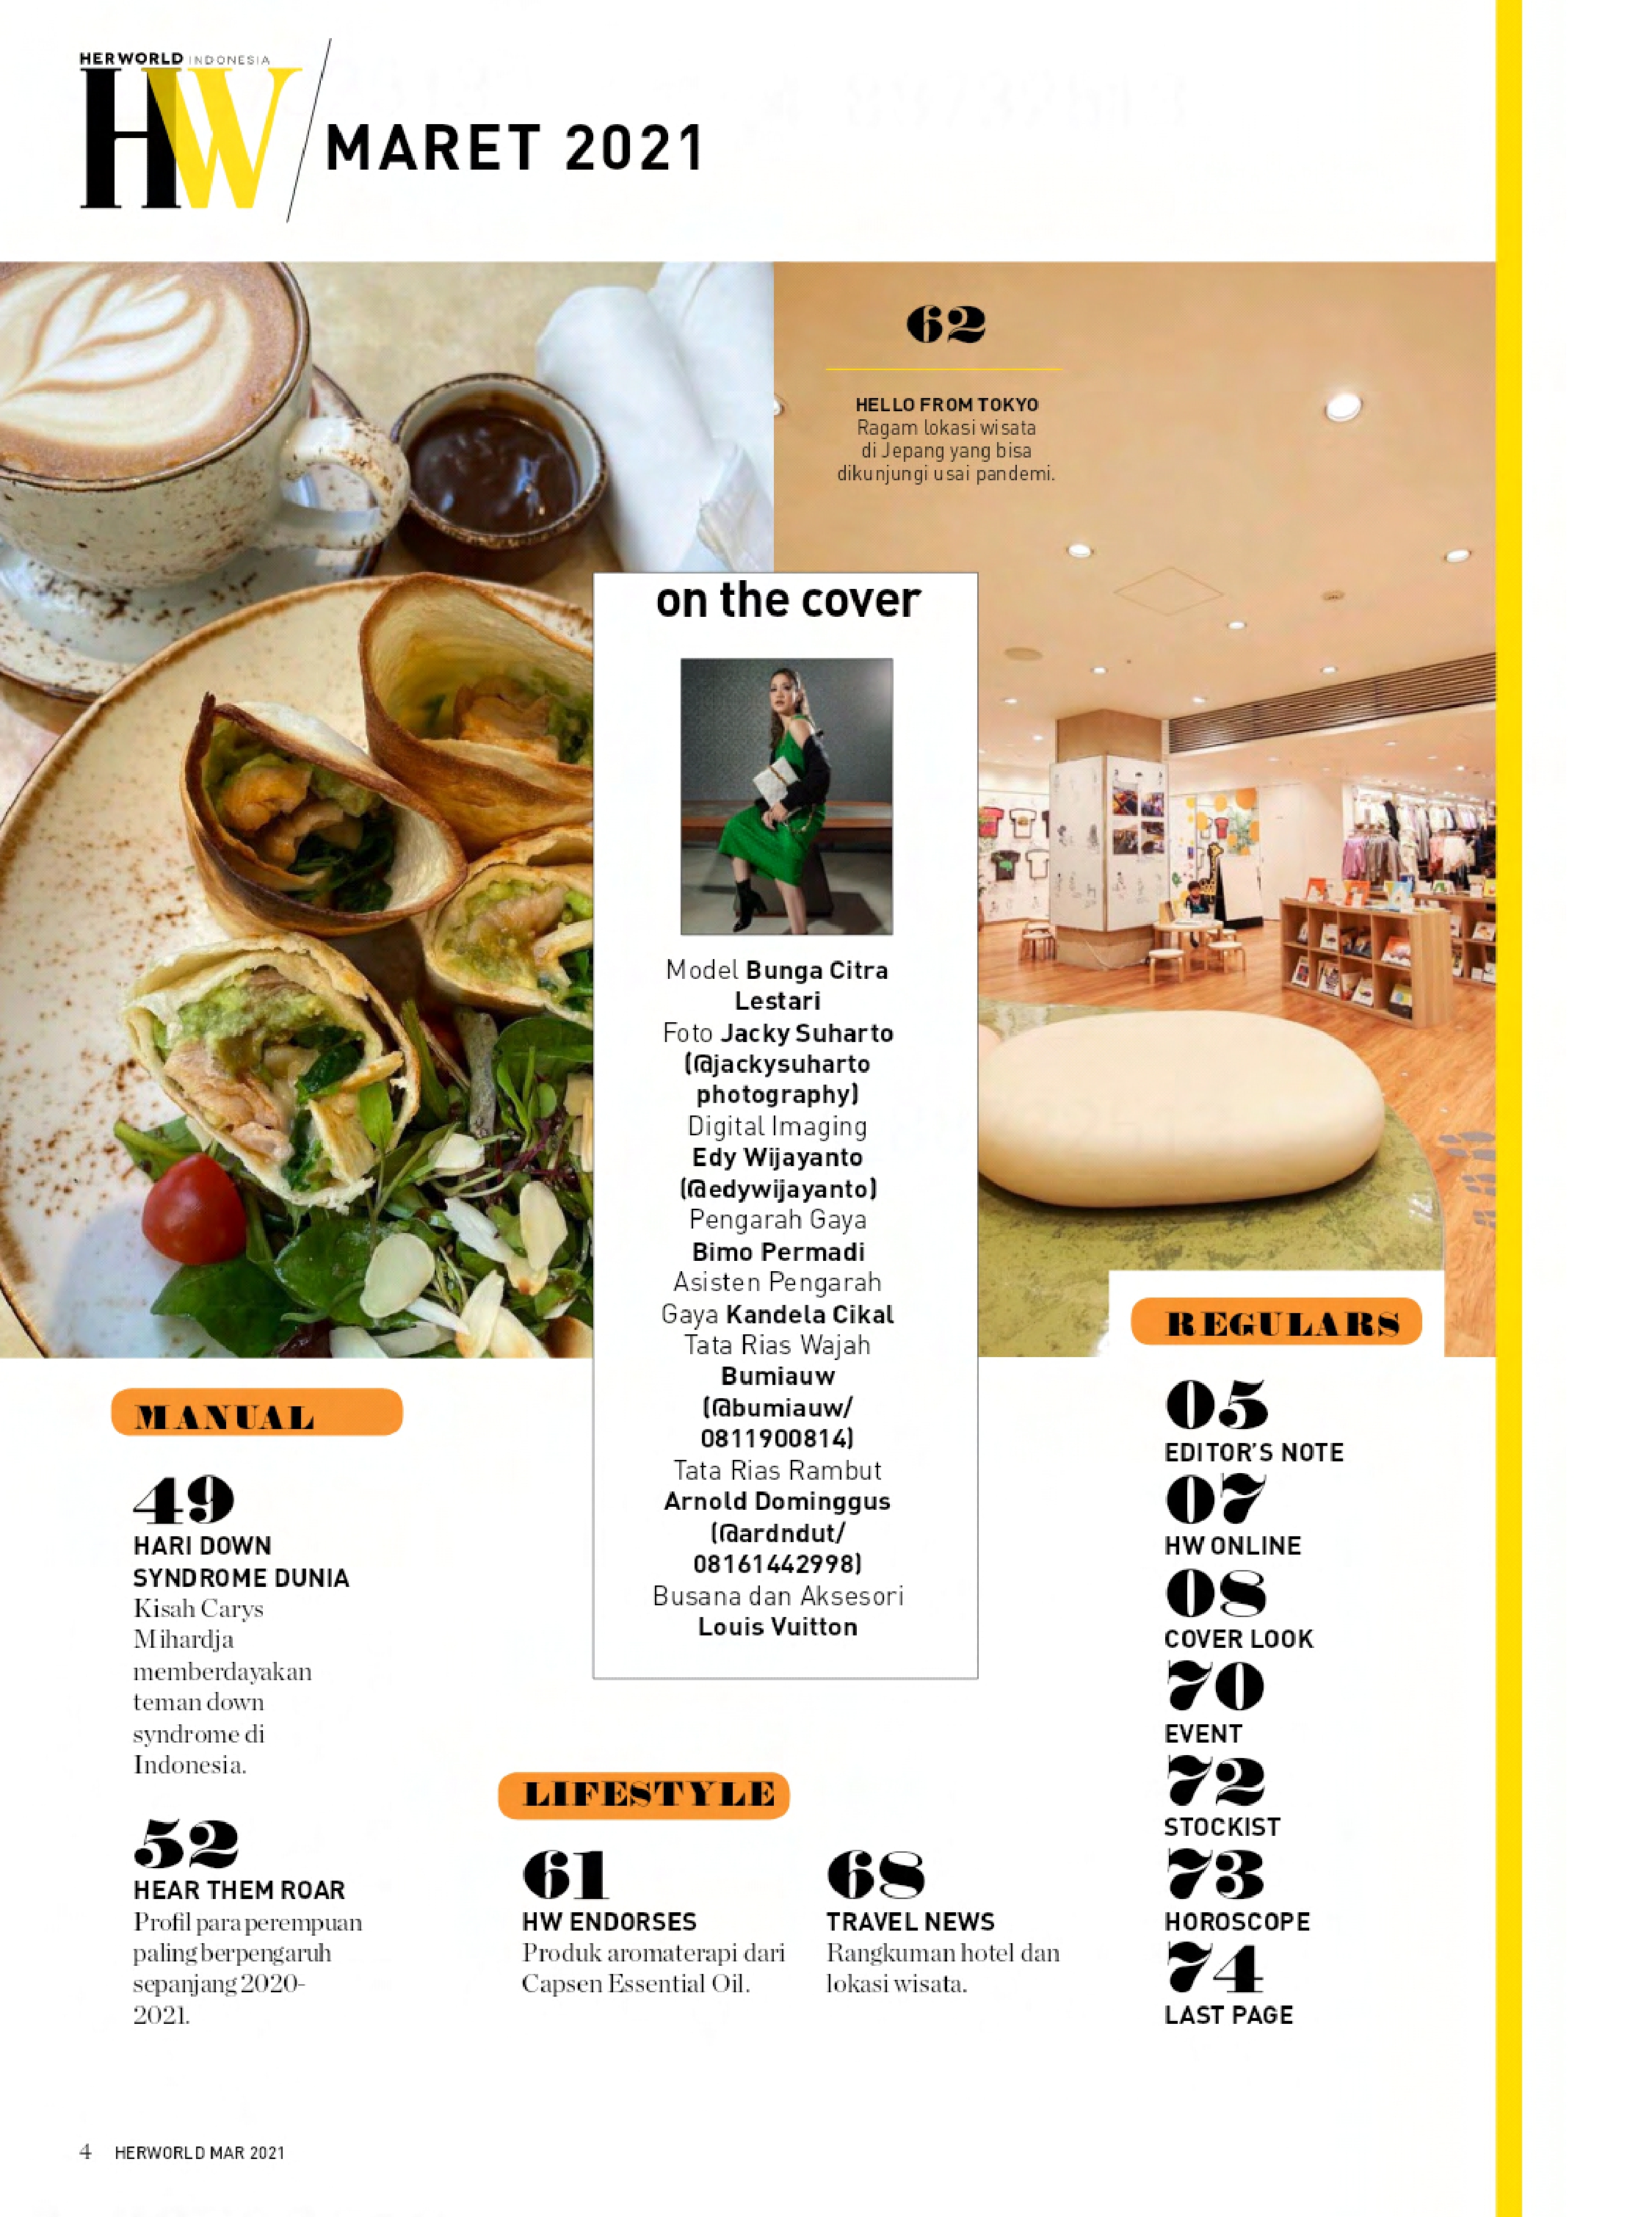 HERWORLD INDONESIA
HW
MARET 2021
62
HELLO FROM TOKYO
Ragam lokasi wisata
di Jepang yang bisa
dikunjungi usai pandemi.
on the cover
Model Bunga Citra
Lestari
Foto Jacky Suharto
(@jackysuharto
photography)
Digital Imaging
Edy Wijayanto
(@edywijayanto)
Pengarah Gaya
Bimo Permadi
Asisten Pengarah
Gaya Kandela Cikal
Tata Rias Wajah
Bumiauw
(@bumiauw/
0811900814)
Tata Rias Rambut
Arnold Dominggus
(@ardndut/
08161442998)
Busana dan Aksesori
Louis Vuitton
MANUAL
49
HARI DOWN
SYNDROME DUNIA
Kisah Carys
Mihardja
memberdayakan
teman down
syndrome di
Indonesia.
52
HEAR THEM ROAR
Profil para perempuan
paling berpengaruh
sepanjang 2020-
2021.
LIFESTYLE
61
HW ENDORSES
Produk aromaterapi dari
Capsen Essential Oil.
68
TRAVEL NEWS
Rangkuman hotel dan
lokasi wisata.
REGULARS
05
EDITOR'S NOTE
07
HW ONLINE
08
COVER LOOK
70
EVENT
72
STOCKIST
73
HOROSCOPE
74
LAST PAGE
4 HERWORLD MAR 2021